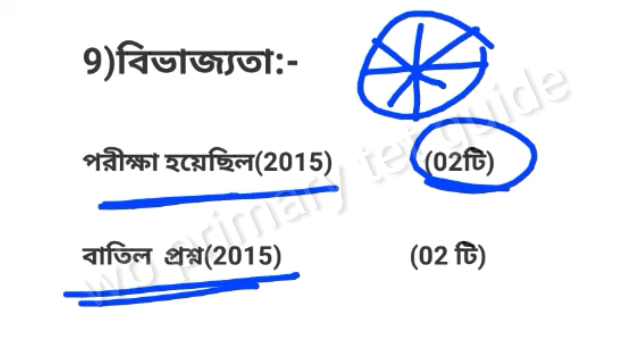 9)বিভাজ্যতা:-
পরীক্ষা হয়েছিল(2015) (02টি)
বাতিল প্রশ্ন(2015) (02 টি)
wb primary tet guide